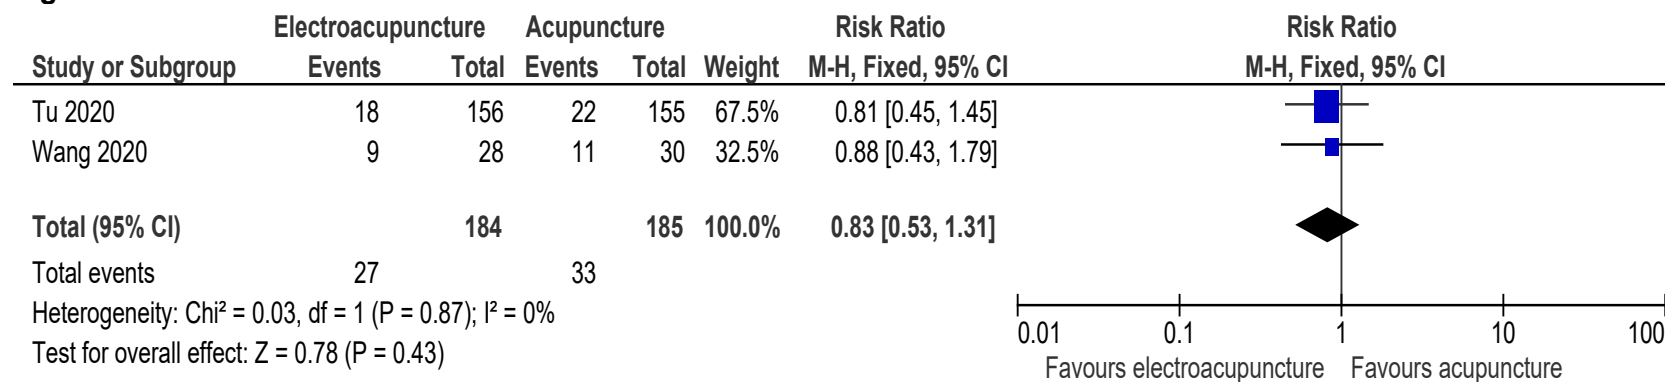 Electroacupuncture Acupuncture Risk Ratio Risk Ratio
Study or Subgroup Events Total Events Total Weight M-H, Fixed, 95% CI M-H, Fixed, 95% CI
Tu 2020 18 156 22 155 67.5% 0.81 [0.45, 1.45]
Wang 2020 9 28 11 30 32.5% 0.88 [0.43, 1.79]
Total (95% CI) 184 185 100.0% 0.83 [0.53, 1.31]
Total events 27 33
Heterogeneity: Chi² = 0.03, df = 1 (P = 0.87); I² = 0%
Test for overall effect: Z = 0.78 (P = 0.43)
0.01 0.1 1 10 100
Favours electroacupuncture Favours acupuncture